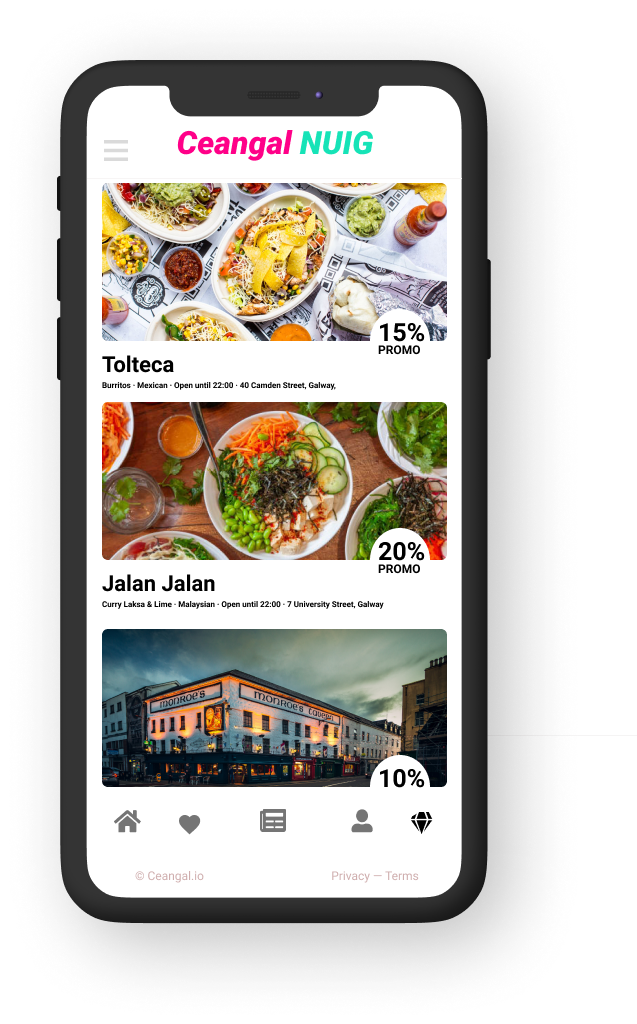 Ceangal NUIG
15%
PROMO
Tolteca
Burritos · Mexican · Open until 22:00 · 40 Camden Street, Galway,
20%
PROMO
Jalan Jalan
Curry Laksa & Lime · Malaysian · Open until 22:00 · 7 University Street, Galway
MONROE'S
MONROE'S TAVERN
10%
© Ceangal.io
Privacy — Terms